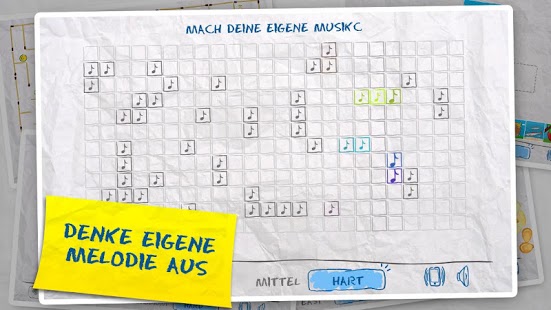 MACH DEINE EIGENE MUSIKC
DENKE EIGENE
MELODIE AUS
MITTEL HART